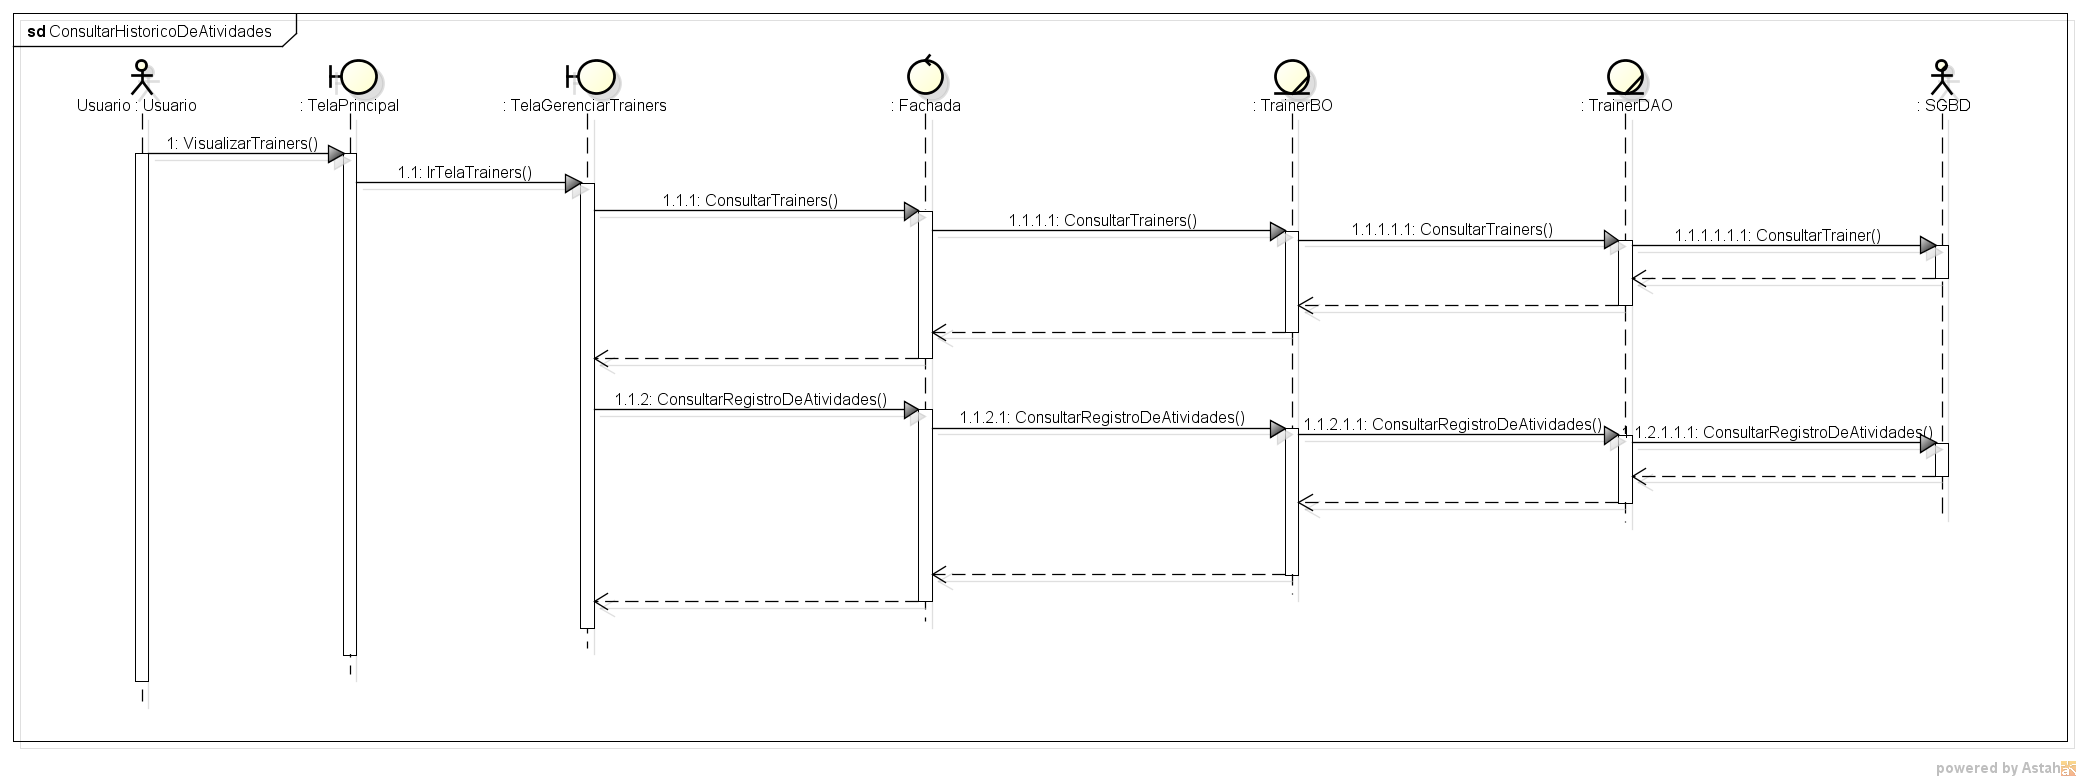 sd ConsultarHistoricoDeAtividades
Usuario : Usuario
: TelaPrincipal
: TelaGerenciarTrainers
: Fachada
: TrainerBO
: TrainerDAO
: SGBD
1: VisualizarTrainers()
1.1: IrTelaTrainers()
1.1.1: ConsultarTrainers()
1.1.1.1: ConsultarTrainers()
1.1.1.1.1: ConsultarTrainers()
1.1.1.1.1.1: ConsultarTrainer()
1.1.2: ConsultarRegistroDeAtividades()
1.1.2.1: ConsultarRegistroDeAtividades()
1.1.2.1.1: ConsultarRegistroDeAtividades()
1.2.1.1.1: ConsultarRegistroDeAtividades()
powered by Astah